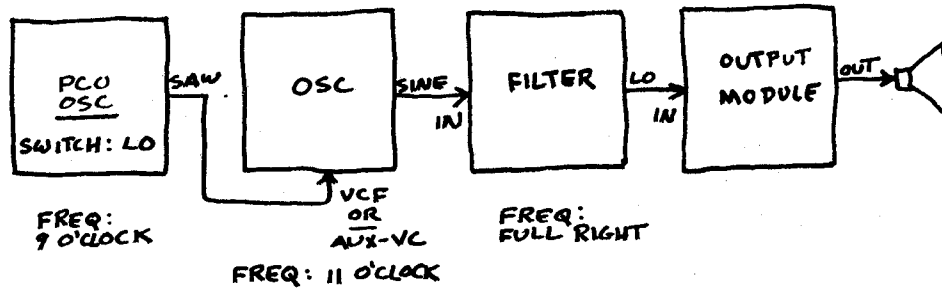 PCO
OSC
SWITCH: LO
SAW
FREQ:
9 O'CLOCK
OSC
SINE
IN
VCF
OR
AUX-VC
FREQ: 11 O'CLOCK
FILTER
LO
IN
FREQ:
FULL RIGHT
OUTPUT
MODULE
OUT